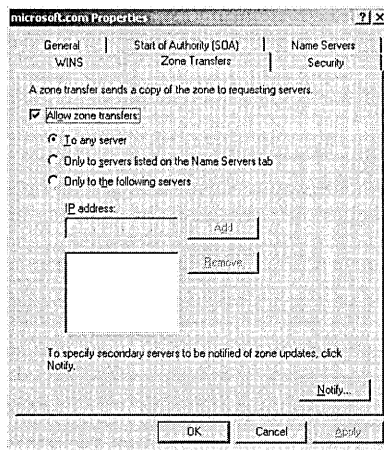 microsoft.com Properties ? X
General Start of Authority (SOA) Name Servers
WINS Zone Transfers Security
A zone transfer sends a copy of the zone to requesting servers.
Allow zone transfers:
To any server
Only to servers listed on the Name Servers tab
Only to the following servers
IP address:
Add
Remove
To specify secondary servers to be notified of zone updates, click
Notify.
Notify...
OK Cancel Apply